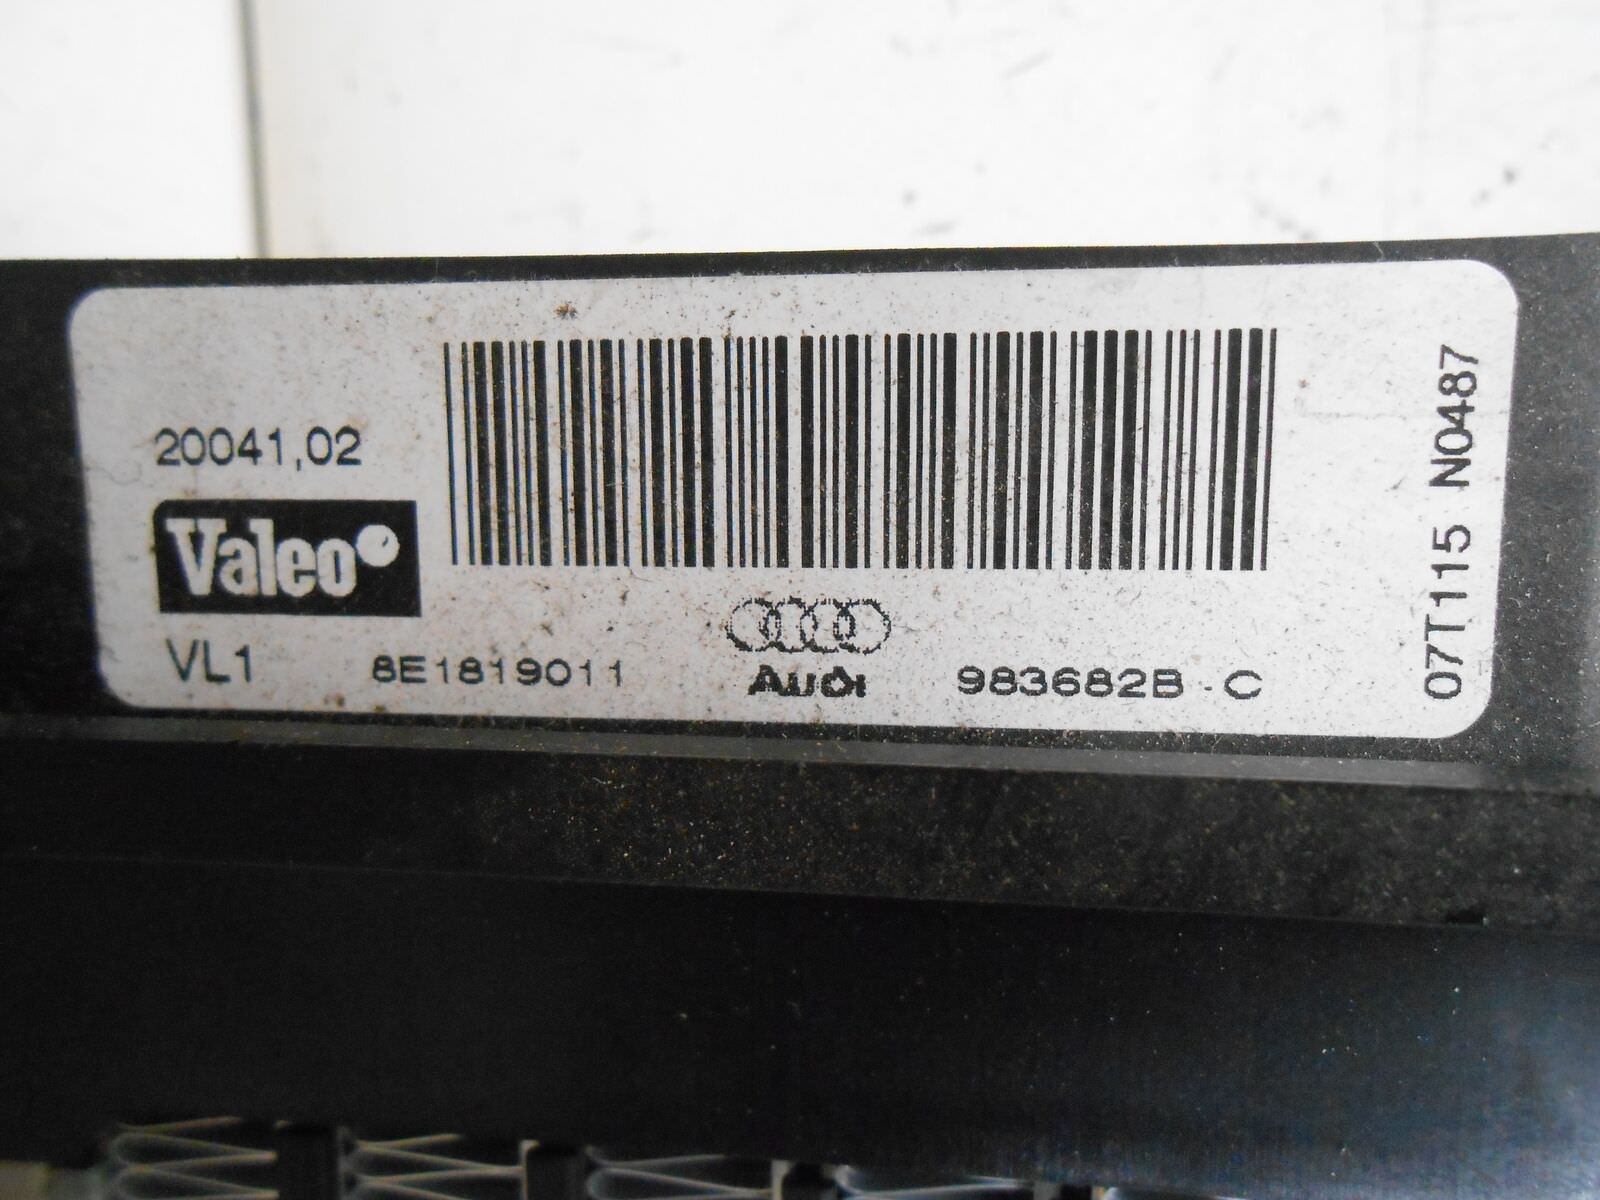 20041,02
Valeo
VL1
8E1819011
Audi
983682B - C
07T115 N0487